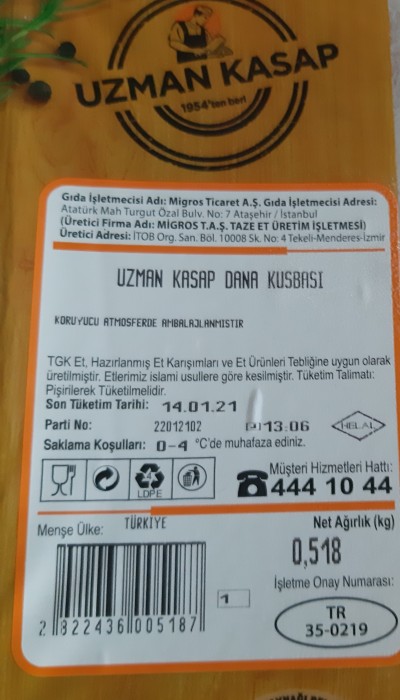 UZMAN KASAP
1954'ten beri
Gıda İşletmecisi Adı: Migros Ticaret A.Ş. Gıda İşletmecisi Adresi:
Atatürk Mah Turgut Özal Bulv. No: 7 Ataşehir / İstanbul
(Üretici Firma Adı: MİGROS T.A.Ş. TAZE ET ÜRETİM İŞLETMESİ)
Üretici Adresi: İTOB Org. San. Böl. 10008 Sk. No: 4 Tekeli-Menderes-İzmir
UZMAN KASAP DANA KUSBASI
KORUYUCU ATMOSFERDE AMBALAJLANMISTIR
TGK Et, Hazırlanmış Et Karışımları ve Et Ürünleri Tebliğine uygun olarak
üretilmiştir. Etlerimiz islami usullere göre kesilmiştir. Tüketim Talimatı:
Pişirilerek Tüketilmelidir.
Son Tüketim Tarihi: 14.01.21
Parti No: 22012102 13:06 HELAL
Saklama Koşulları: 0-4 °C'de muhafaza ediniz.
4
LDPE
Müşteri Hizmetleri Hattı:
444 10 44
Menşe Ülke: TÜRKIYE
Net Ağırlık (kg)
0,518
İşletme Onay Numarası:
1
TR
35-0219
2 822436 005187